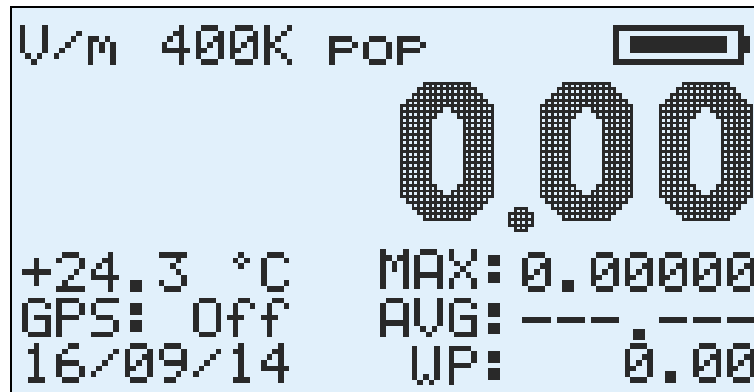 V/m 400K POP
0.00
+24.3 °C MAX:0.00000
GPS: Off AVG:---.---
16/09/14 WP: 0.00